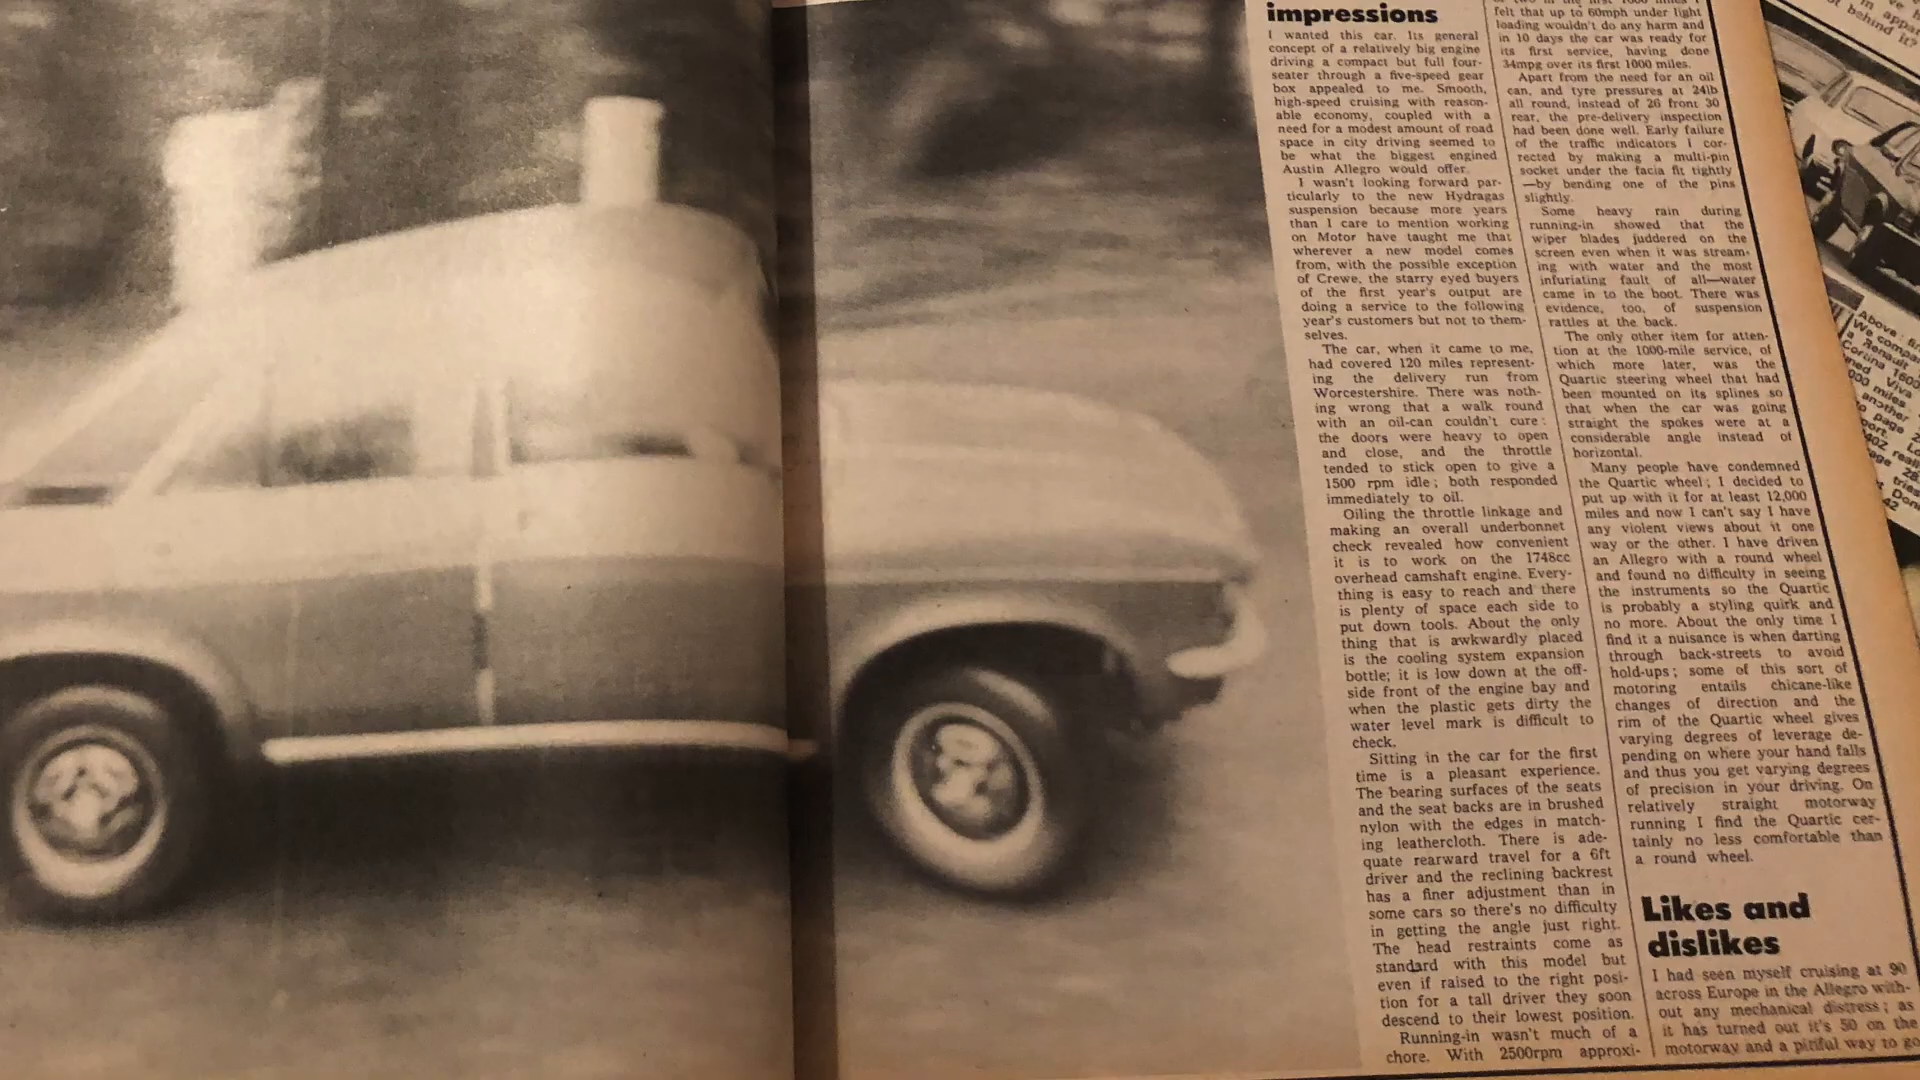 impressions
I wanted this car. Its general
concept of a relatively big engine
driving a compact but full four-
seater through a five-speed gear
box appealed to me. Smooth,
high-speed cruising with reason-
able economy, coupled with a
need for a modest amount of road
space in city driving seemed to
be what the biggest engined
Austin Allegro would offer.
I wasn't looking forward par-
ticularly to the new Hydragas
suspension because more years
than I care to mention working
on Motor have taught me that
wherever a new model comes
from, with the possible exception
of Crewe, the starry eyed buyers
of the first year's output are
doing a service to the following
year's customers but not to them-
selves.
The car, when it came to me,
had covered 120 miles represent-
ing the delivery run from
Worcestershire. There was noth-
ing wrong that a walk round
with an oil-can couldn't cure:
the doors were heavy to open
and close, and the throttle
tended to stick open to give a
1500 rpm idle; both responded
immediately to oil.
Oiling the throttle linkage and
making an overall underbonnet
check revealed how convenient
it is to work on the 1748cc
overhead camshaft engine. Every-
thing is easy to reach and there
is plenty of space each side to
put down tools. About the only
thing that is awkwardly placed
is the cooling system expansion
bottle; it is low down at the off-
side front of the engine bay and
when the plastic gets dirty the
water level mark is difficult to
check.
Sitting in the car for the first
time is a pleasant experience.
The bearing surfaces of the seats
and the seat backs are in brushed
nylon with the edges in match-
ing leathercloth. There is ade-
quate rearward travel for a 6ft
driver and the reclining backrest
has a finer adjustment than in
some cars so there's no difficulty
in getting the angle just right.
The head restraints come as
standard with this model but
even if raised to the right posi-
tion for a tall driver they soon
descend to their lowest position.
Running-in wasn't much of a
chore. With 2500rpm approxi-
felt that up to 60mph under light
loading wouldn't do any harm and
in 10 days the car was ready for
its first service, having done
34mpg over its first 1000 miles.
Apart from the need for an oil
can, and tyre pressures at 24lb
all round, instead of 26 front 30
rear, the pre-delivery inspection
had been done well. Early failure
of the traffic indicators I cor-
rected by making a multi-pin
socket under the facia fit tightly
—by bending one of the pins
slightly.
Some heavy rain during
running-in showed that the
wiper blades juddered on the
screen even when it was stream-
ing with water and the most
infuriating fault of all—water
came in to the boot. There was
evidence, too, of suspension
rattles at the back.
The only other item for atten-
tion at the 1000-mile service, of
which more later, was the
Quartic steering wheel that had
been mounted on its splines so
that when the car was going
straight the spokes were at a
considerable angle instead of
horizontal.
Many people have condemned
the Quartic wheel; I decided to
put up with it for at least 12,000
miles and now I can't say I have
any violent views about it one
way or the other. I have driven
an Allegro with a round wheel
and found no difficulty in seeing
the instruments so the Quartic
is probably a styling quirk and
no more. About the only time I
find it a nuisance is when darting
through back-streets to avoid
hold-ups; some of this sort of
motoring entails chicane-like
changes of direction and the
rim of the Quartic wheel gives
varying degrees of leverage de-
pending on where your hand falls
and thus you get varying degrees
of precision in your driving. On
relatively straight motorway
running I find the Quartic cer-
tainly no less comfortable than
a round wheel.
Likes and
dislikes
I had seen myself cruising at 90
across Europe in the Allegro with-
out any mechanical distress; as
it has turned out it's 50 on the
motorway and a pitiful way to go
behind it?
Above:
We compa
a Renault
Cortina 1600
Viva
000 miles
another
to page 2